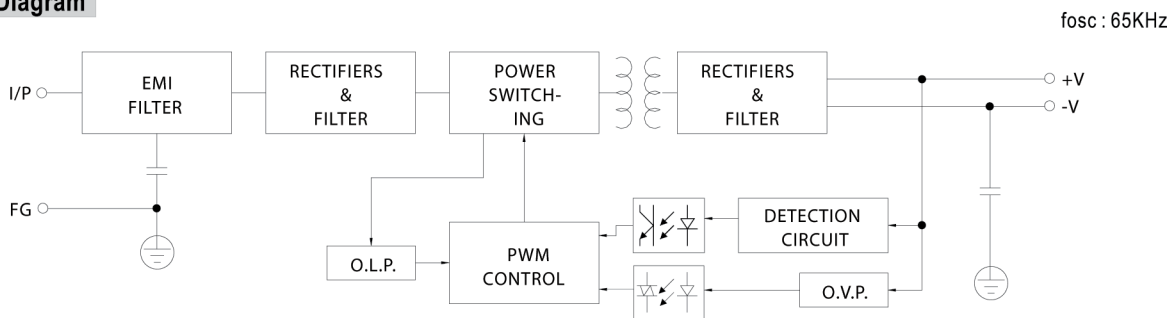 Diagram
fosc : 65KHz
I/P
EMI
FILTER
RECTIFIERS
&
FILTER
POWER
SWITCH-
ING
RECTIFIERS
&
FILTER
+V
-V
FG
O.L.P.
PWM
CONTROL
DETECTION
CIRCUIT
O.V.P.